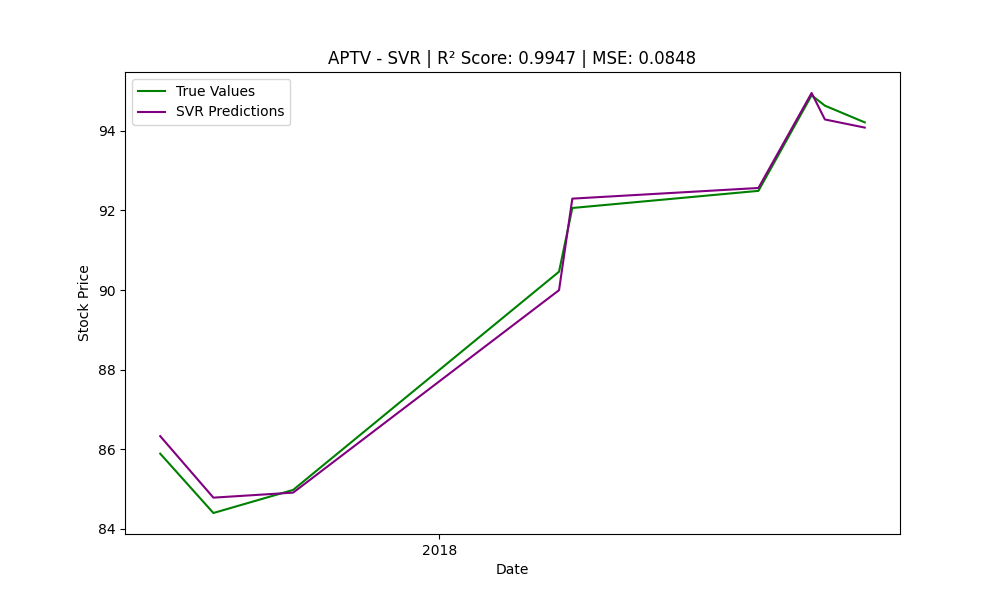 APTV - SVR | R² Score: 0.9947 | MSE: 0.0848
True Values
SVR Predictions
94
92
90
88
86
84
Stock Price
2018
Date